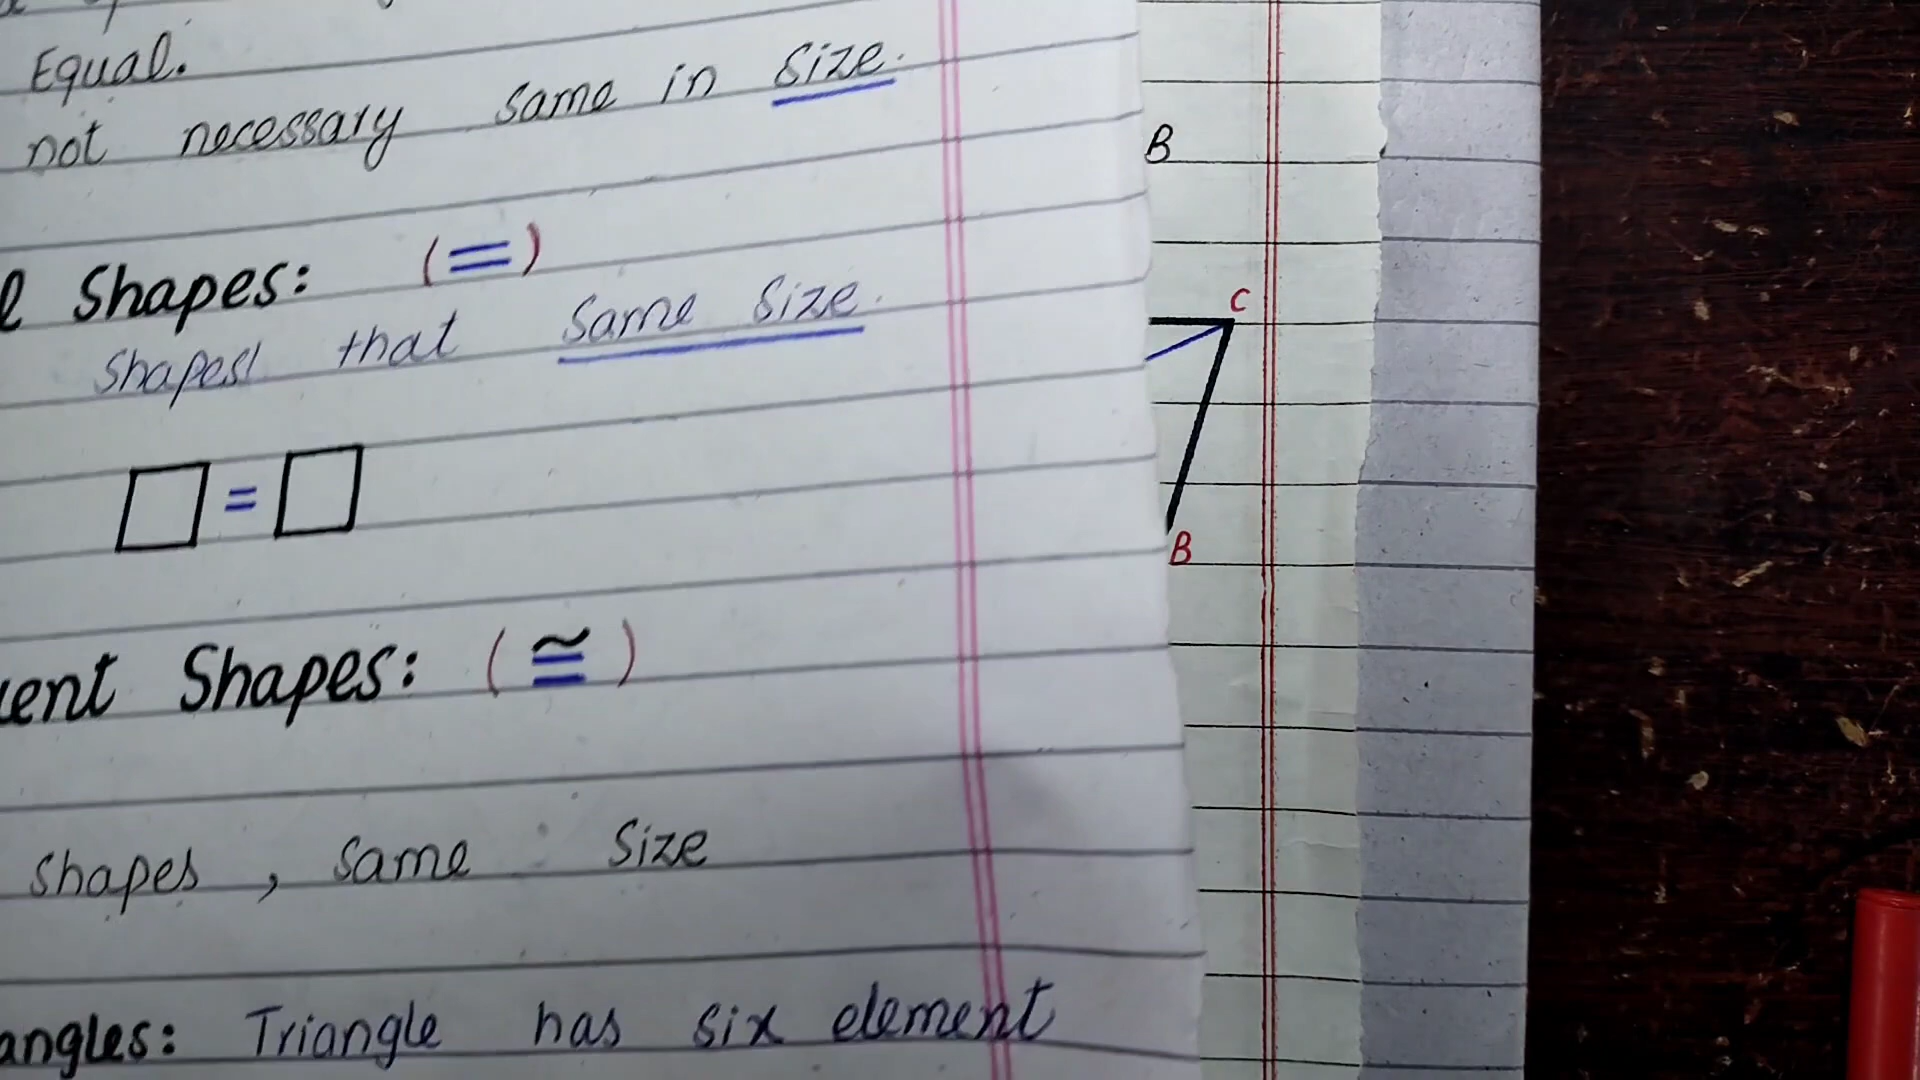 Equal.
not necessary same in size.
l Shapes: (=)
Shapes that same size.
=
uent Shapes: (≅)
shapes, same size
angles: Triangle has six element
B
C
B